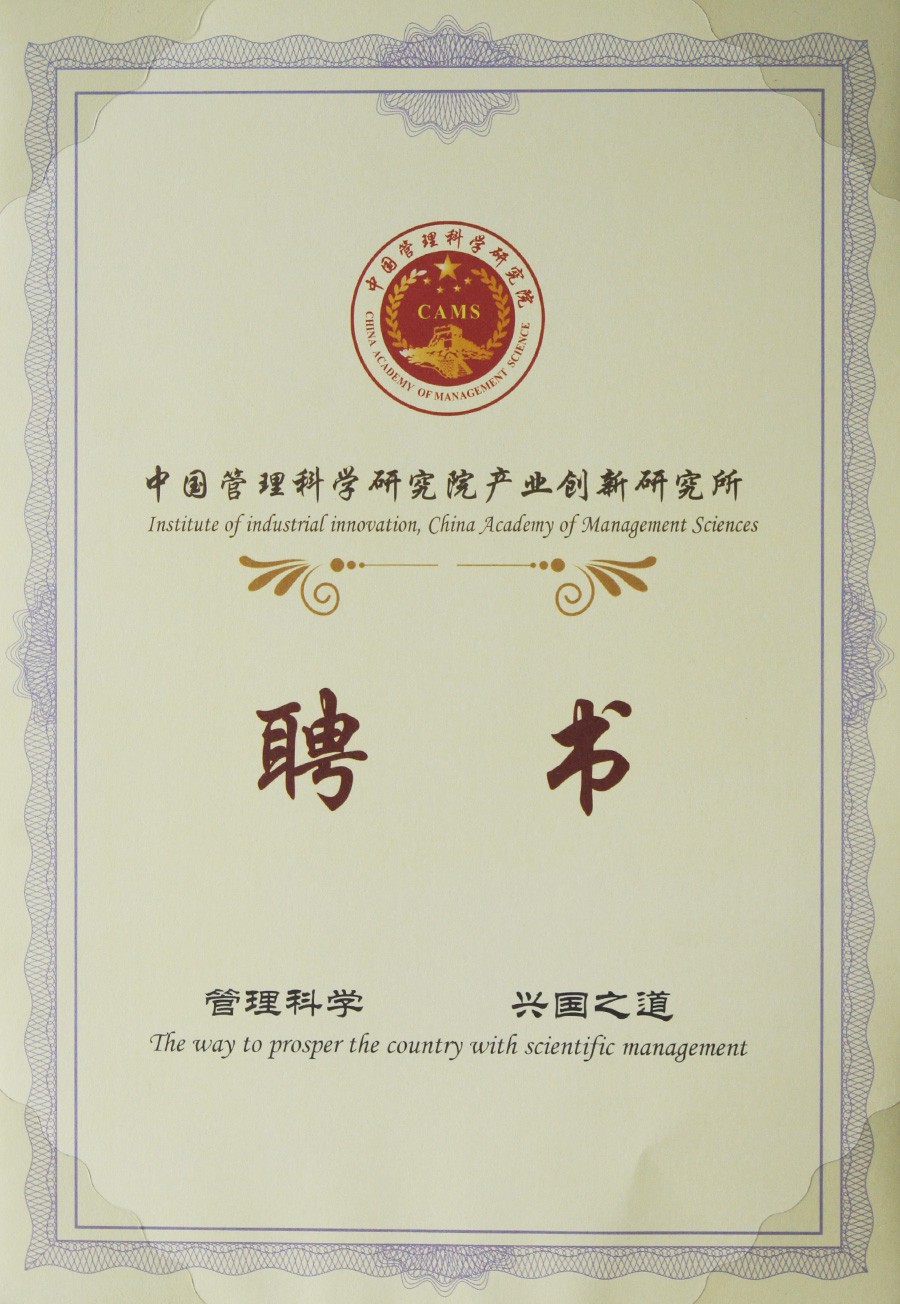 中国管理科学研究院
CAMS
CHINA ACADEMY OF MANAGEMENT SCIENCE
中国管理科学研究院产业创新研究所
Institute of industrial innovation, China Academy of Management Sciences
聘 书
管理科学 兴国之道
The way to prosper the country with scientific management